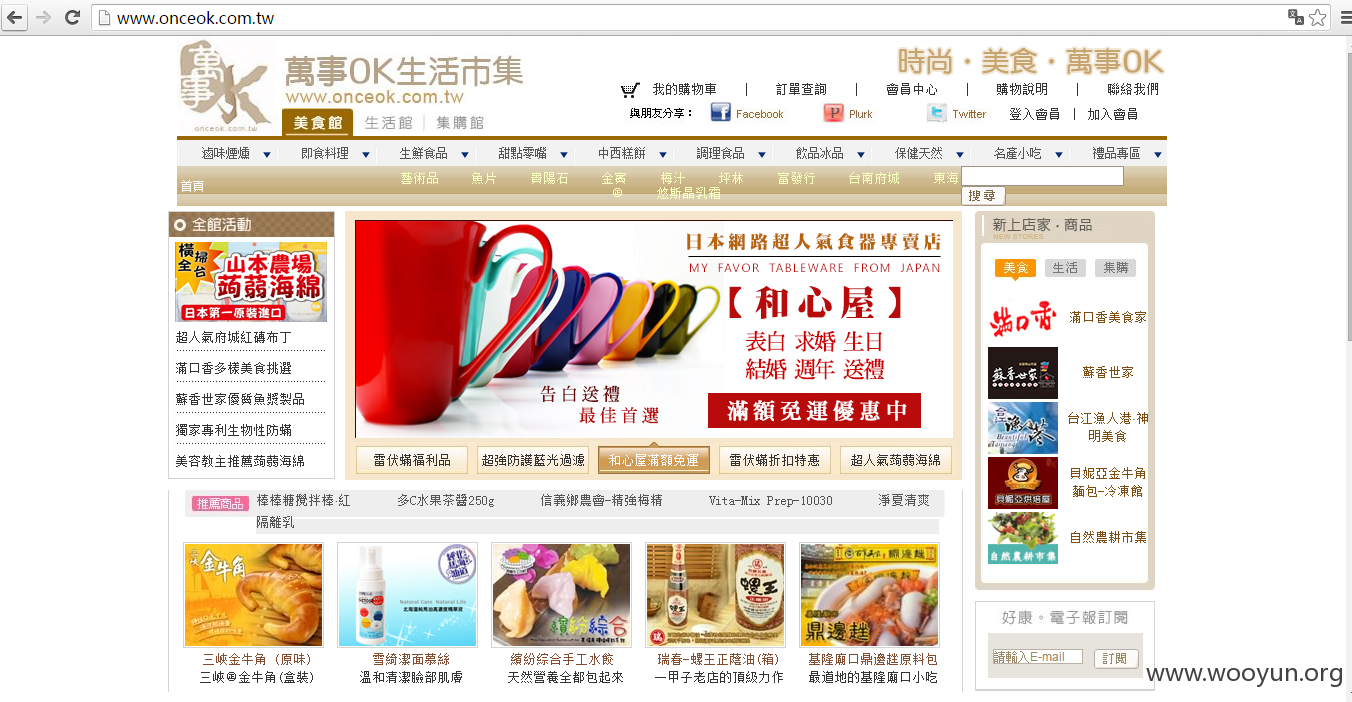 www.onceok.com.tw
萬事OK
onceok.com.tw
萬事OK生活市集
www.onceok.com.tw
美食館 生活館 | 集購館
時尚・美食・萬事OK
我的購物車 | 訂單查詢 | 會員中心 | 購物說明 | 聯絡我們
與朋友分享： Facebook Plurk Twitter 登入會員 | 加入會員
滷味煙燻 即食料理 生鮮食品 甜點零嘴 中西糕餅 調理食品 飲品冰品 保健天然 名產小吃 禮品專區
首頁
藝術品 魚片 貴陽石 金寶 梅汁 坪林 富發行 台南府城 東海
® 悠斯晶乳霜
搜尋
全館活動
橫掃全台
山本農場
蒟蒻海綿
日本第一原裝進口
超人氣府城紅磚布丁
滿口香多樣美食挑選
蘇香世家優質魚漿製品
獨家專利生物性防蟎
美容教主推薦蒟蒻海綿
日本網路超人氣食器專賣店
MY FAVOR TABLEWARE FROM JAPAN
【和心屋】
表白 求婚 生日
結婚 週年 送禮
告白送禮
最佳首選
滿額免運優惠中
雷伏蟎福利品 超強防護藍光過濾 和心屋滿額免運 雷伏蟎折扣特惠 超人氣蒟蒻海綿
新上店家・商品
NEW STORES
美食 生活 集購
滿口香 滿口香美食家
蘇香世家 蘇香世家
台江漁人港-神
明美食
貝妮亞烘焙屋 貝妮亞金牛角
麵包-冷凍館
自然農耕市集 自然農耕市集
推薦商品 棒棒糖攪拌棒-紅 多C水果茶醬250g 信義鄉農會-精強梅精 Vita-Mix Prep-10030 淨夏清爽
隔離乳
三峽金牛角
Natural Care Natural Life
北海道純馬油高濃度精華液
繽紛綜合
螺王
鼎邊趖
三峽金牛角 (原味) 雪綺潔面慕絲 繽紛綜合手工水餃 瑞春-螺王正蔭油(箱) 基隆廟口鼎邊趖原料包
三峽®金牛角(盒裝) 溫和清潔臉部肌膚 天然營養全都包起來 一甲子老店的頂級力作 最道地的基隆廟口小吃
好康。電子報訂閱
請輸入E-mail 訂閱
www.wooyun.org